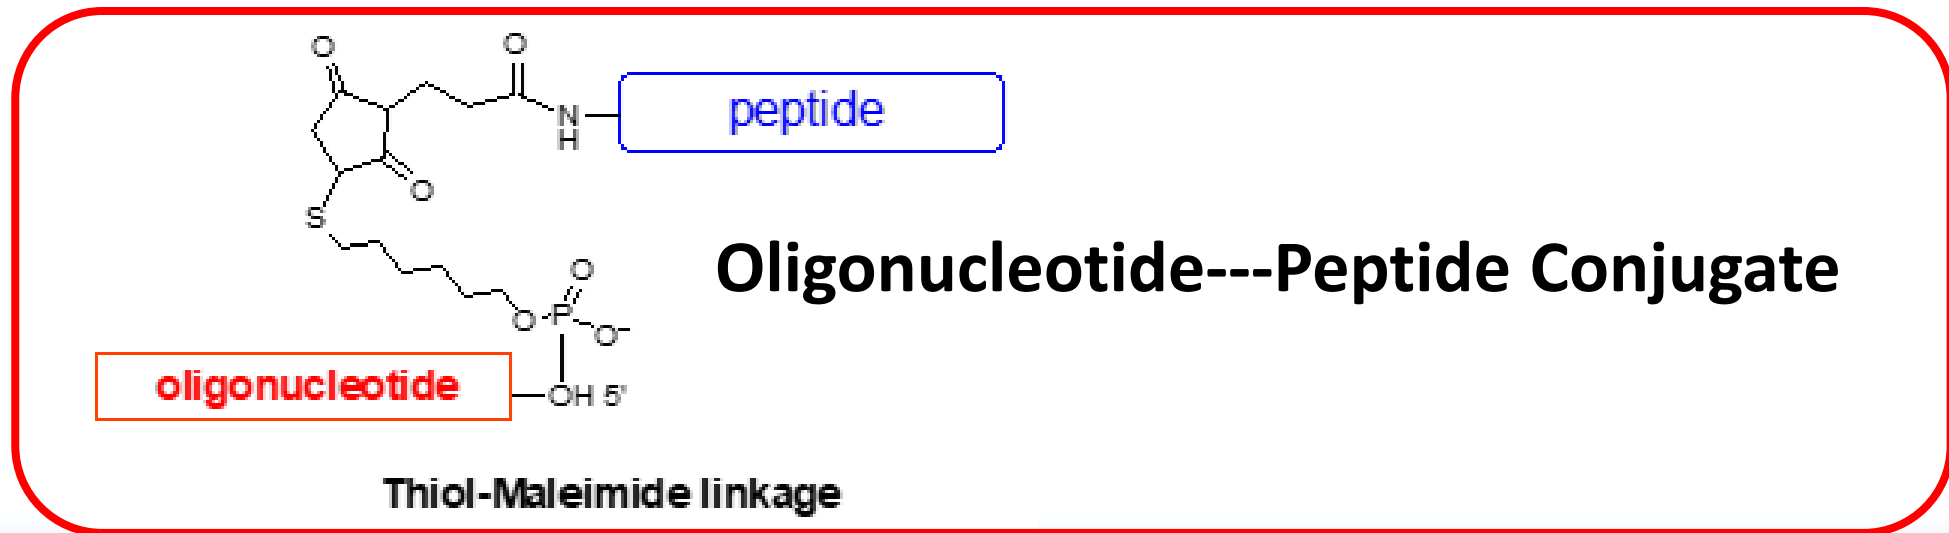 O
O
N
H
peptide
O
S
Oligonucleotide---Peptide Conjugate
O
O
P
O-
oligonucleotide
OH 5'
Thiol-Maleimide linkage